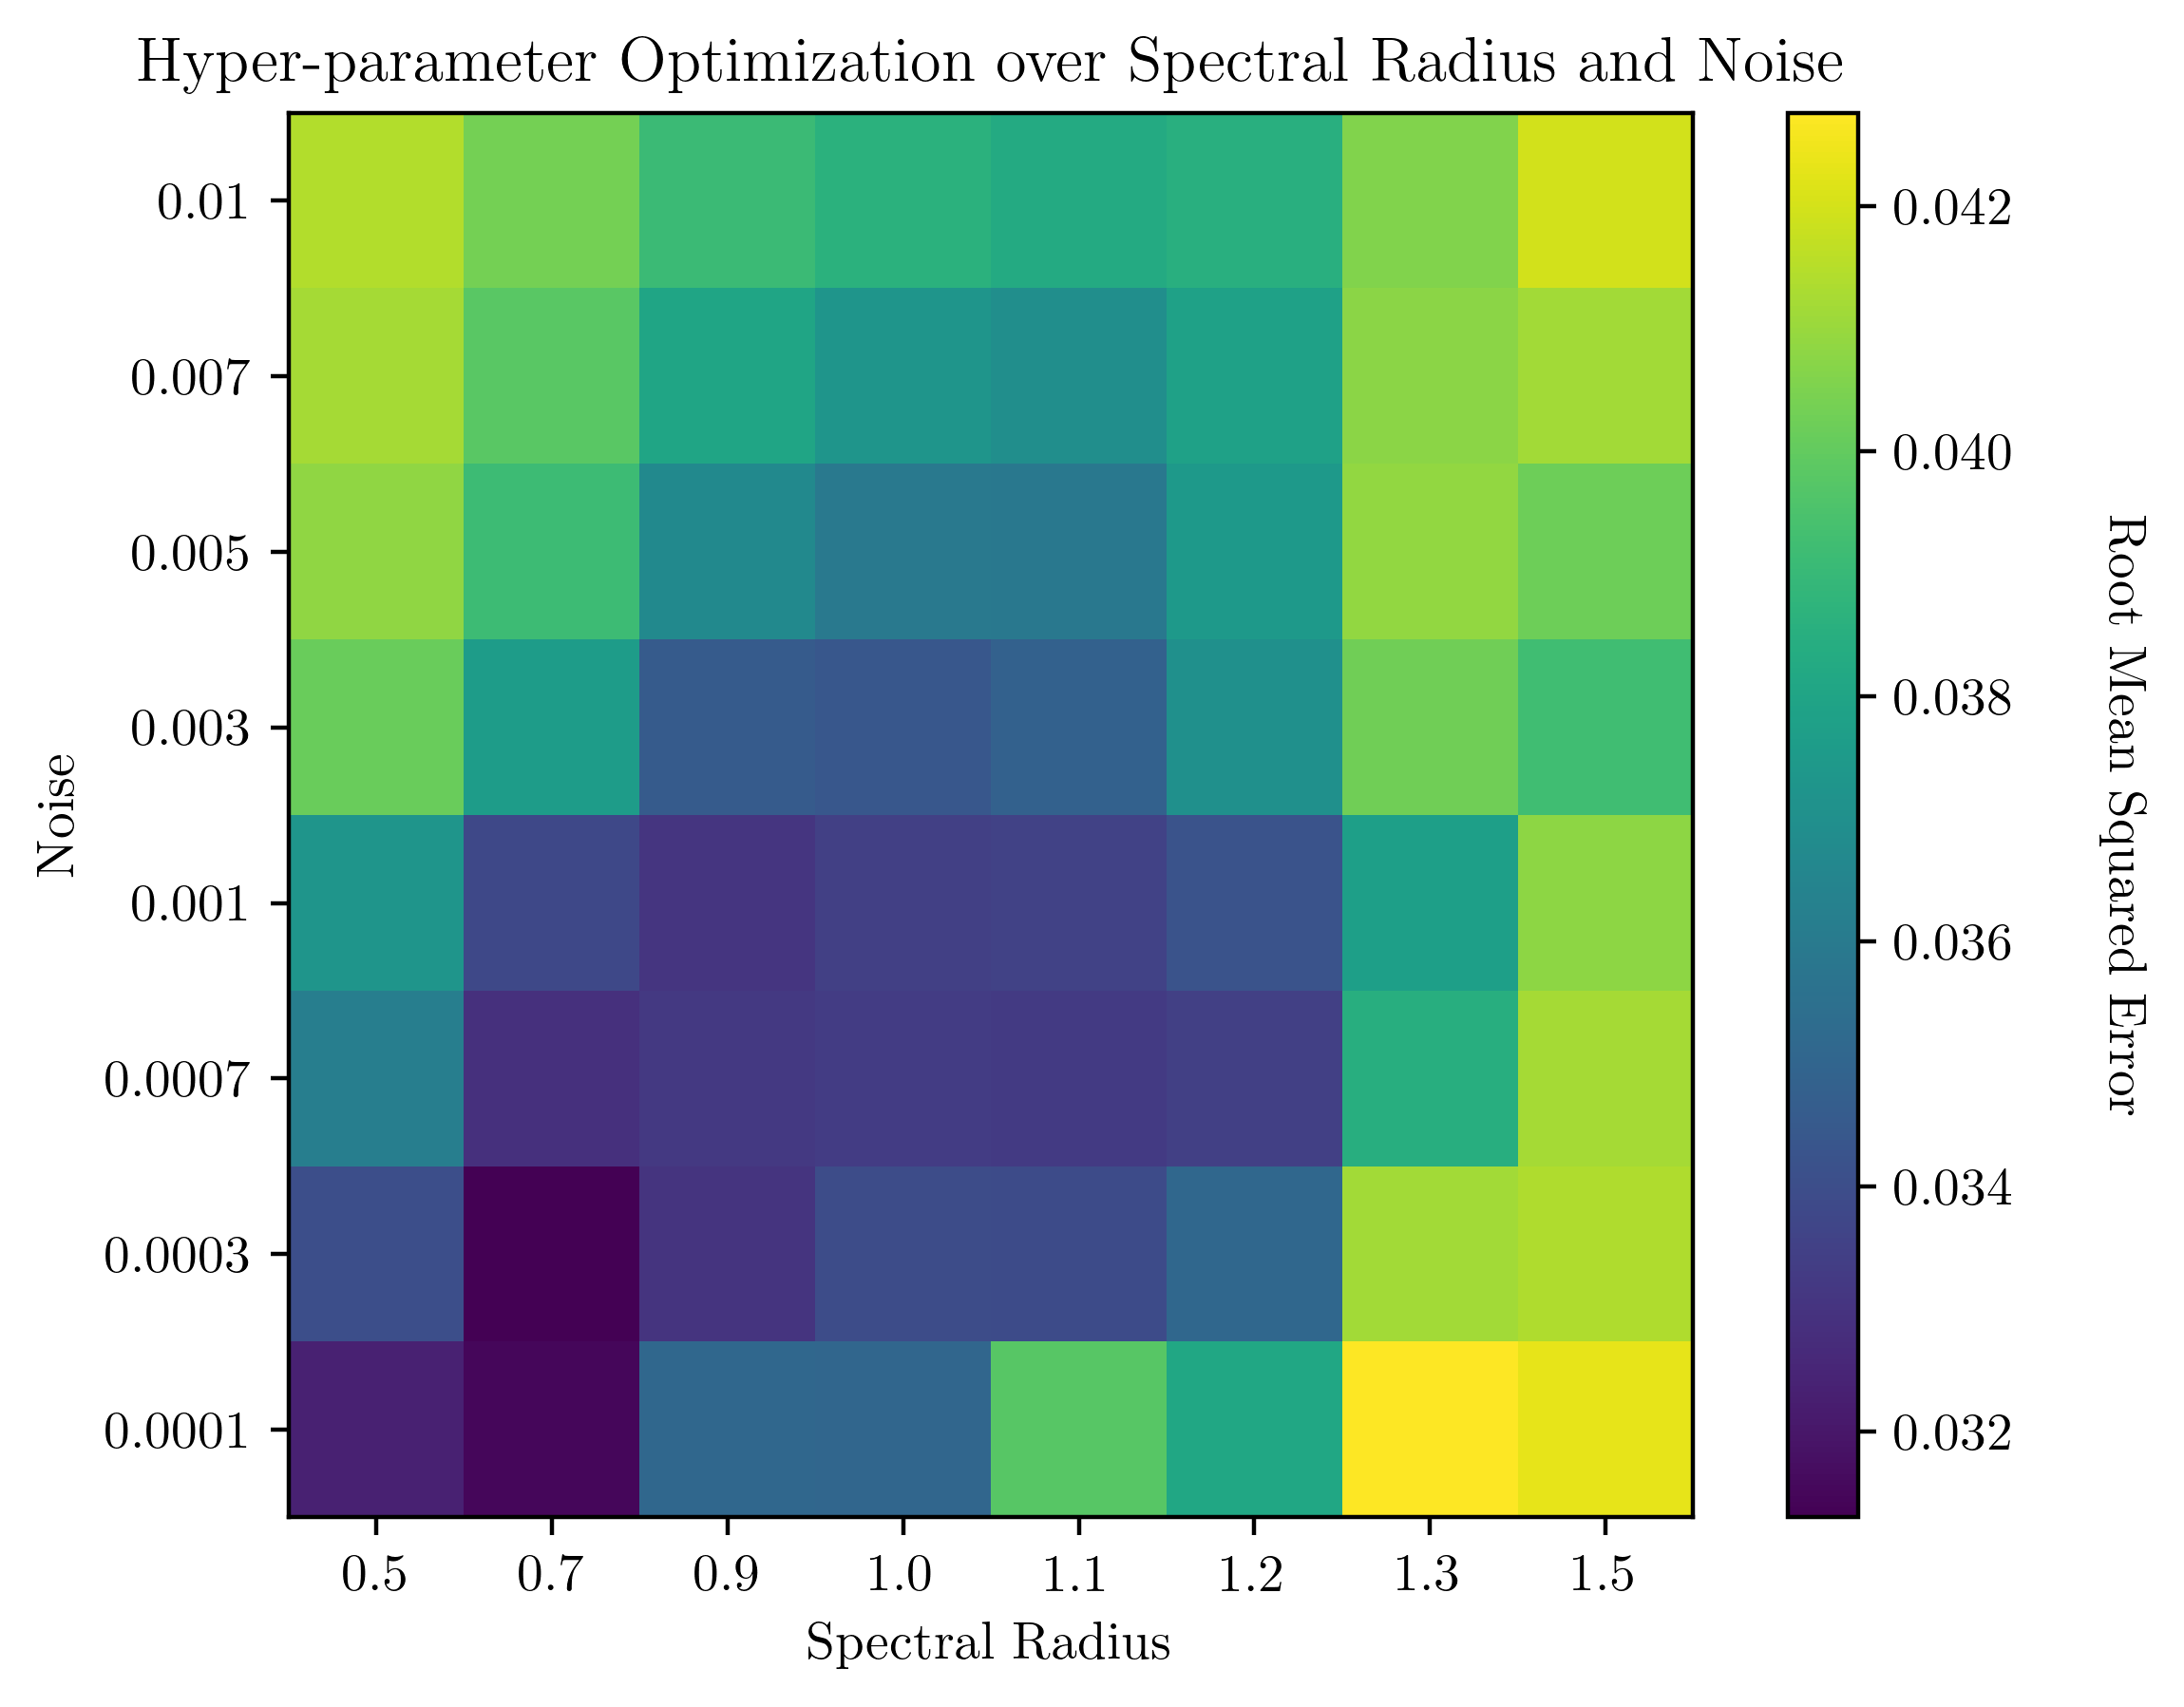 Hyper-parameter Optimization over Spectral Radius and Noise
0.01
0.007
0.005
0.003
0.001
0.0007
0.0003
0.0001
Noise
0.5 0.7 0.9 1.0 1.1 1.2 1.3 1.5
Spectral Radius
0.042
0.040
0.038
0.036
0.034
0.032
Root Mean Squared Error